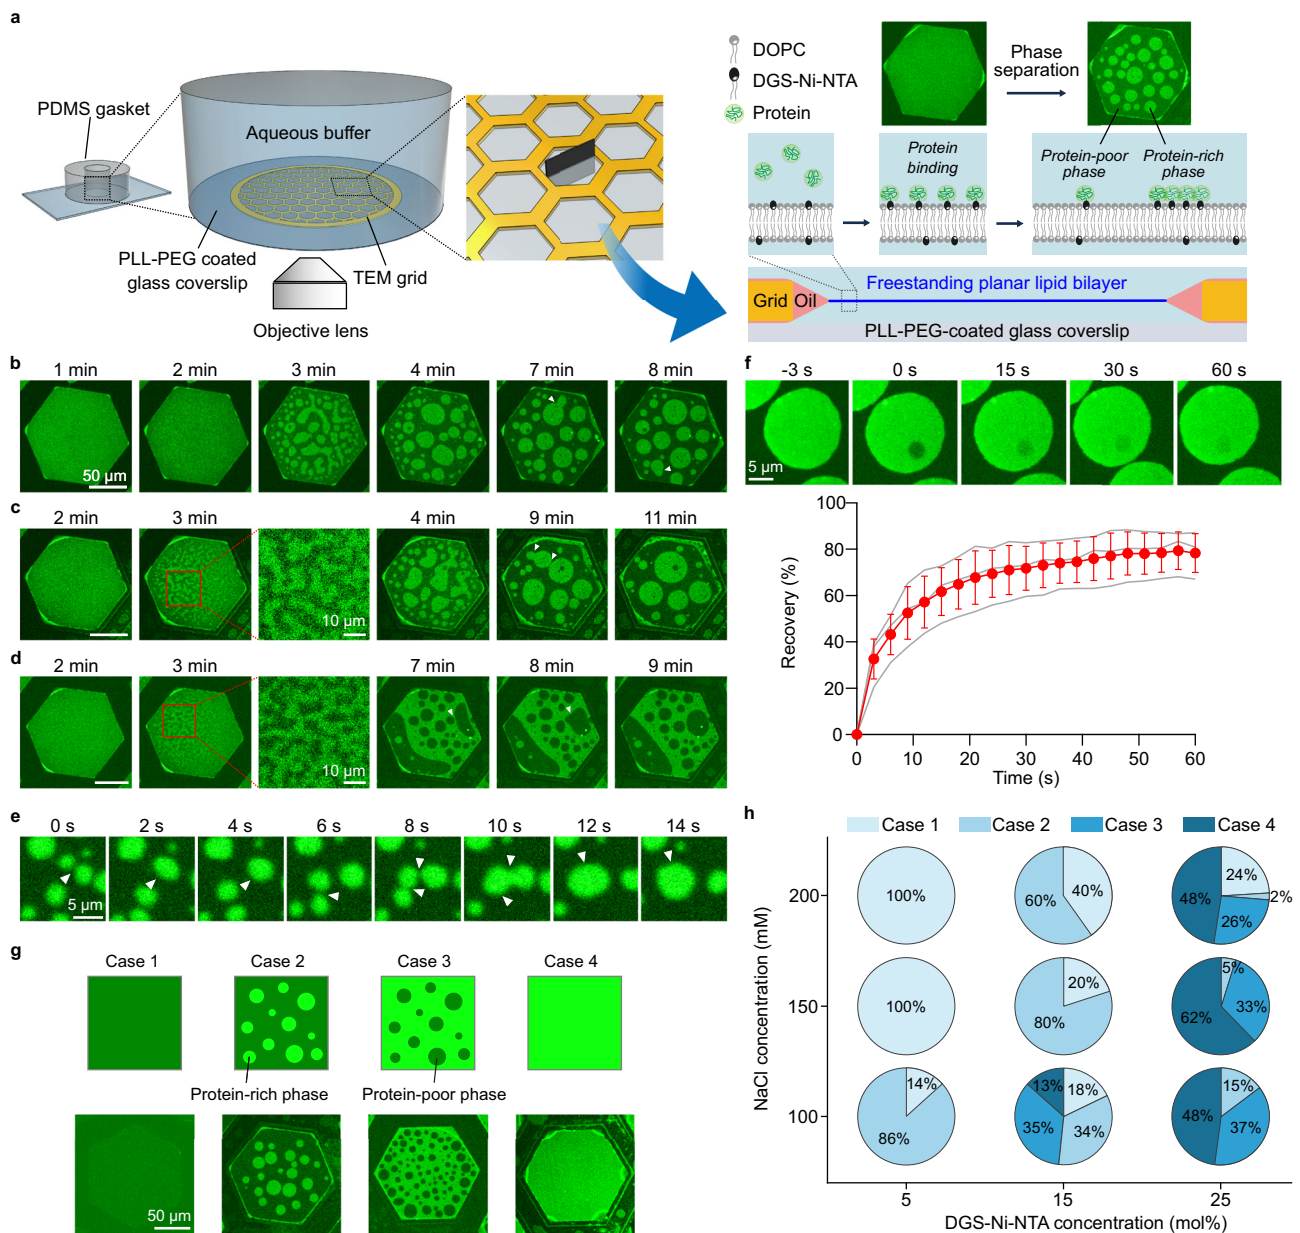 a
PDMS gasket
Aqueous buffer
PLL-PEG coated
glass coverslip
TEM grid
Objective lens
DOPC
DGS-Ni-NTA
Protein
Phase
separation
Protein
binding
Protein-poor
phase
Protein-rich
phase
Freestanding planar lipid bilayer
Grid
Oil
PLL-PEG-coated glass coverslip
b
1 min 2 min 3 min 4 min 7 min 8 min
50 µm
c
2 min 3 min 4 min 9 min 11 min
10 µm
d
2 min 3 min 7 min 8 min 9 min
10 µm
e
0 s 2 s 4 s 6 s 8 s 10 s 12 s 14 s
5 µm
f
-3 s 0 s 15 s 30 s 60 s
5 µm
Recovery (%)
100
80
60
40
20
0
0 10 20 30 40 50 60
Time (s)
g
Case 1 Case 2 Case 3 Case 4
Protein-rich phase Protein-poor phase
50 µm
h
Case 1 Case 2 Case 3 Case 4
NaCl concentration (mM)
200
100%
60% 40%
24% 2% 26% 48%
150
100%
20% 80%
5% 33% 62%
100
14% 86%
13% 18% 34% 35%
15% 37% 48%
5 15 25
DGS-Ni-NTA concentration (mol%)